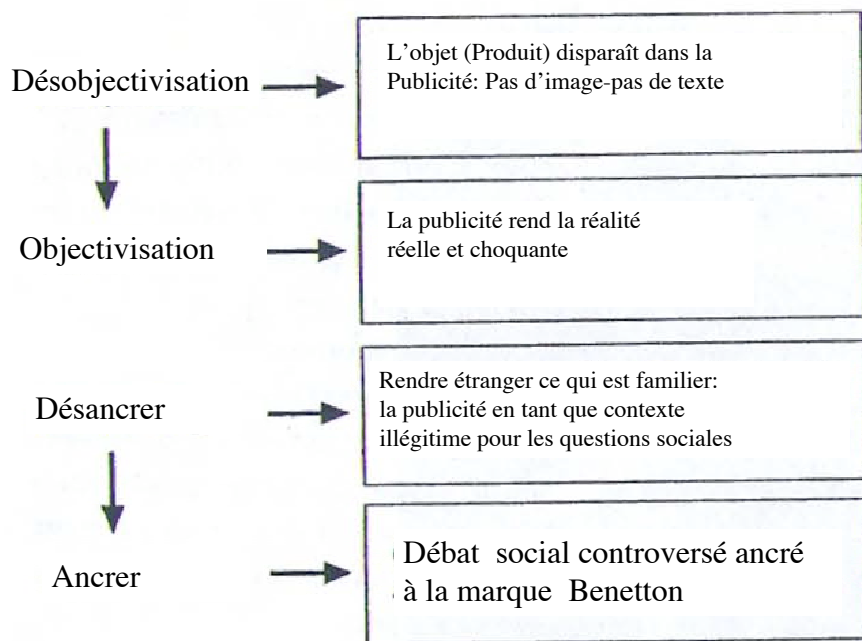 Désobjectivisation
L'objet (Produit) disparaît dans la
Publicité: Pas d'image-pas de texte
Objectivisation
La publicité rend la réalité
réelle et choquante
Désancrer
Rendre étranger ce qui est familier:
la publicité en tant que contexte
illégitime pour les questions sociales
Ancrer
Débat social controversé ancré
à la marque Benetton